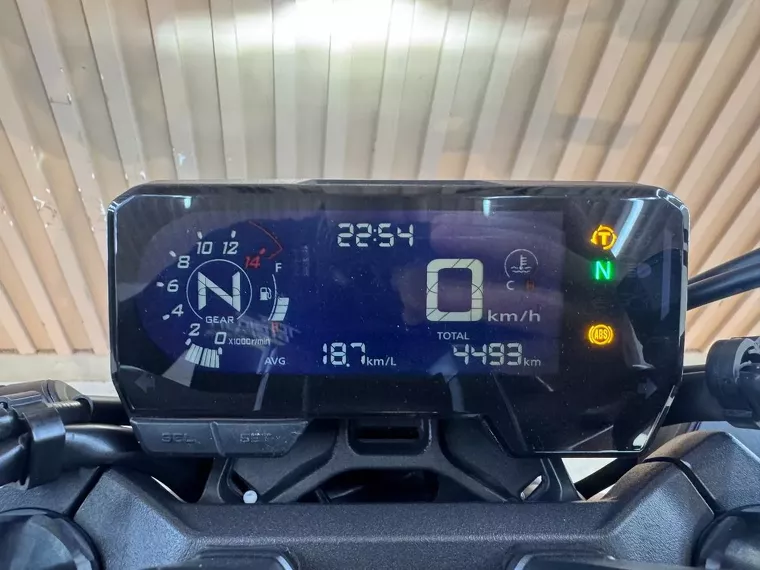 22:54
10 12
8 14 F
6 N E
4 GEAR C H
2 0 x1000r/min
0 km/h
AVG 18.7 km/L
TOTAL
4493 km
T
N
ABS
SEL SET